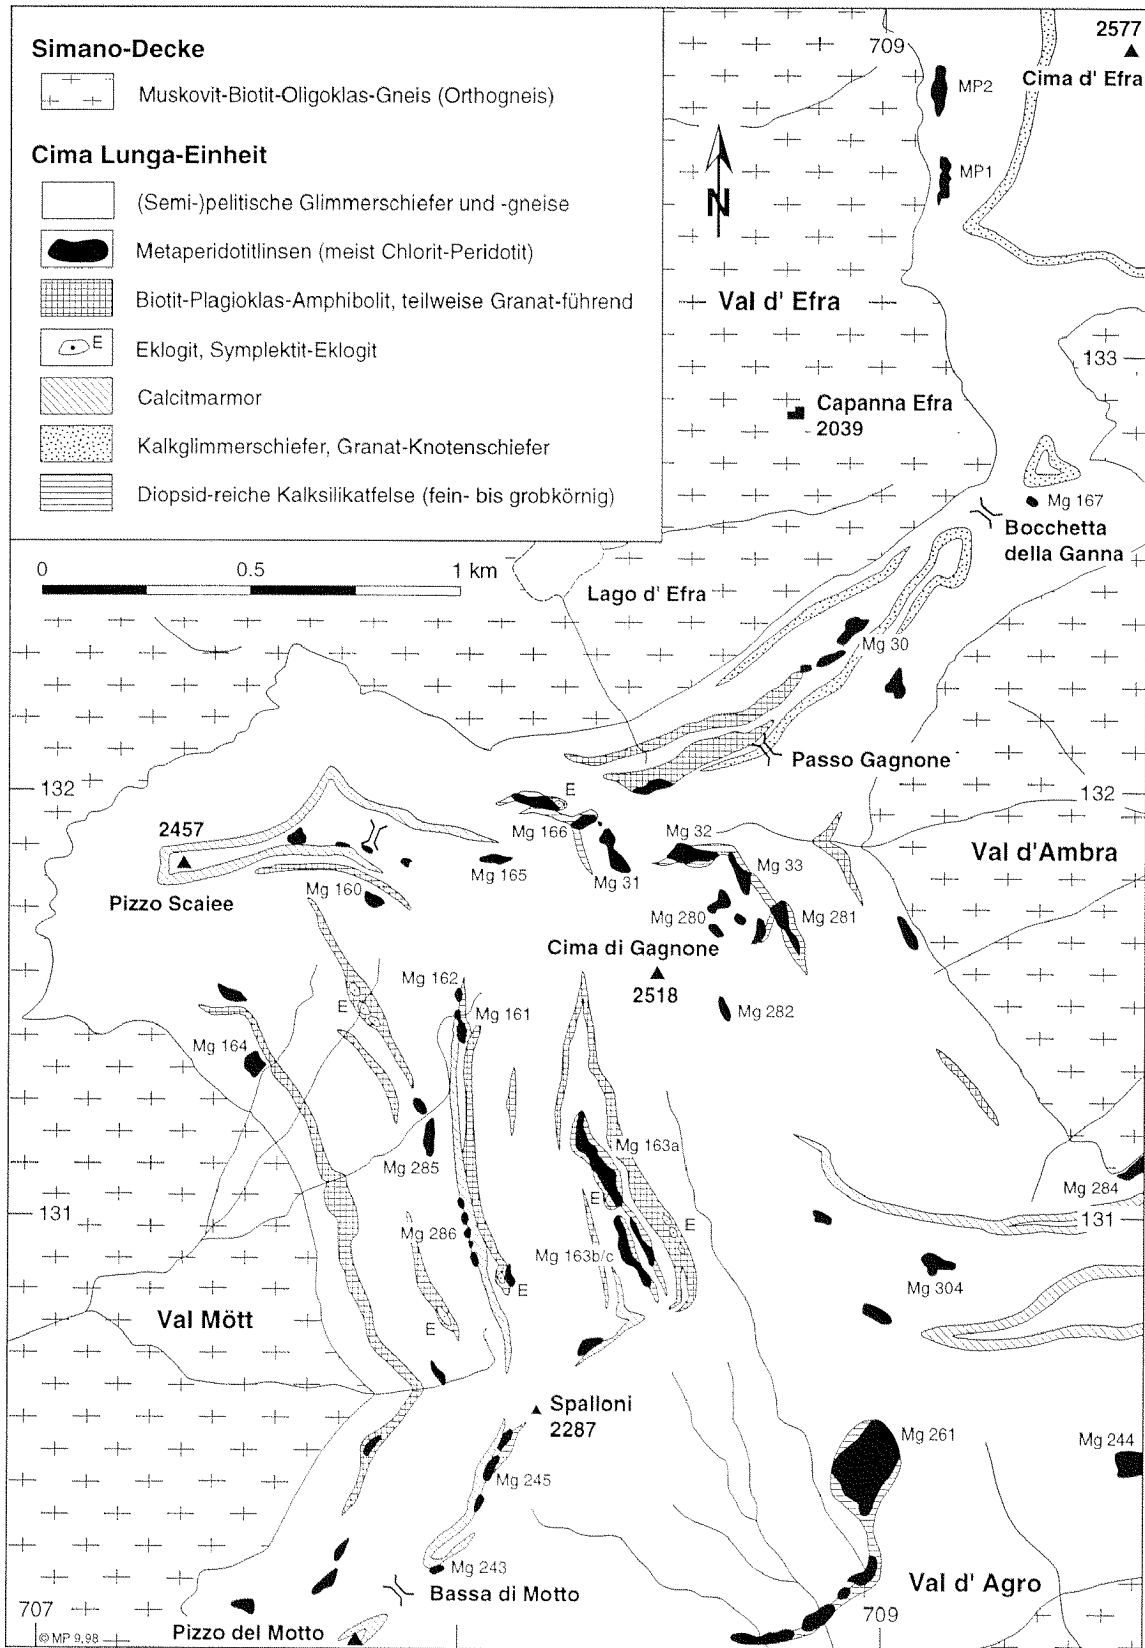 Simano-Decke
Muskovit-Biotit-Oligoklas-Gneis (Orthogneis)
Cima Lunga-Einheit
(Semi-)pelitische Glimmerschiefer und -gneise
Metaperidotitlinsen (meist Chlorit-Peridotit)
Biotit-Plagioklas-Amphibolit, teilweise Granat-führend
E
Eklogit, Symplektit-Eklogit
Calcitmarmor
Kalkglimmerschiefer, Granat-Knotenschiefer
Diopsid-reiche Kalksilikatfelse (fein- bis grobkörnig)
0 0.5 1 km
709
2577
Cima d' Efra
MP2
MP1
N
Val d' Efra
133
Capanna Efra
2039
Mg 167
Bocchetta
della Ganna
Lago d' Efra
Mg 30
Passo Gagnone
132
132
E
2457
Mg 166
Mg 32
Mg 33
Val d'Ambra
Pizzo Scaiee
Mg 160
Mg 165
Mg 31
Mg 280
Mg 281
Cima di Gagnone
2518
Mg 162
Mg 161
E
Mg 282
Mg 164
Mg 163a
Mg 285
Mg 284
E
131
131
Mg 286
E
Mg 163b/c
Mg 304
E
Val Mött
E
Spalloni
2287
Mg 261
Mg 244
Mg 245
Mg 243
Bassa di Motto
Val d' Agro
707
709
Pizzo del Motto
© MP 9,98